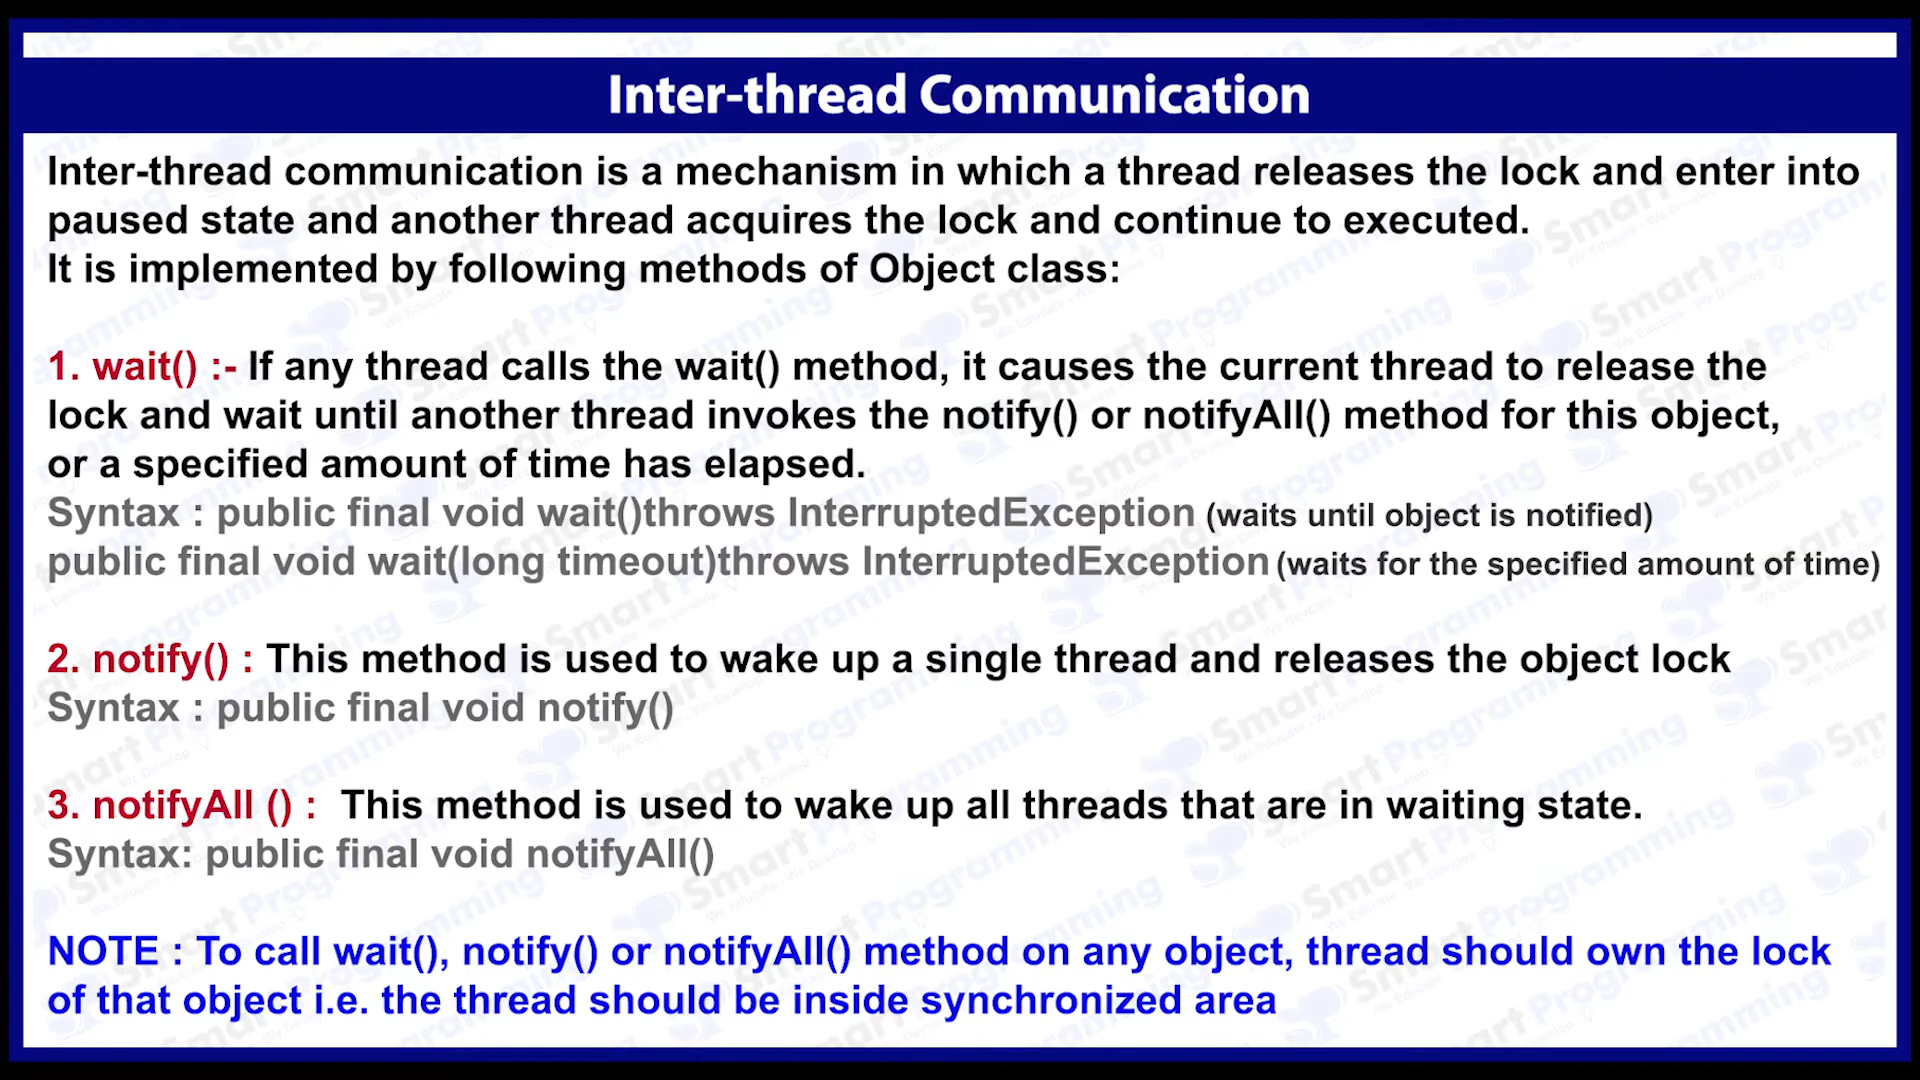 Inter-thread Communication
Inter-thread communication is a mechanism in which a thread releases the lock and enter into
paused state and another thread acquires the lock and continue to executed.
It is implemented by following methods of Object class:
1. wait() :- If any thread calls the wait() method, it causes the current thread to release the
lock and wait until another thread invokes the notify() or notifyAll() method for this object,
or a specified amount of time has elapsed.
Syntax : public final void wait()throws InterruptedException (waits until object is notified)
public final void wait(long timeout)throws InterruptedException (waits for the specified amount of time)
2. notify() : This method is used to wake up a single thread and releases the object lock
Syntax : public final void notify()
3. notifyAll () : This method is used to wake up all threads that are in waiting state.
Syntax: public final void notifyAll()
NOTE : To call wait(), notify() or notifyAll() method on any object, thread should own the lock
of that object i.e. the thread should be inside synchronized area